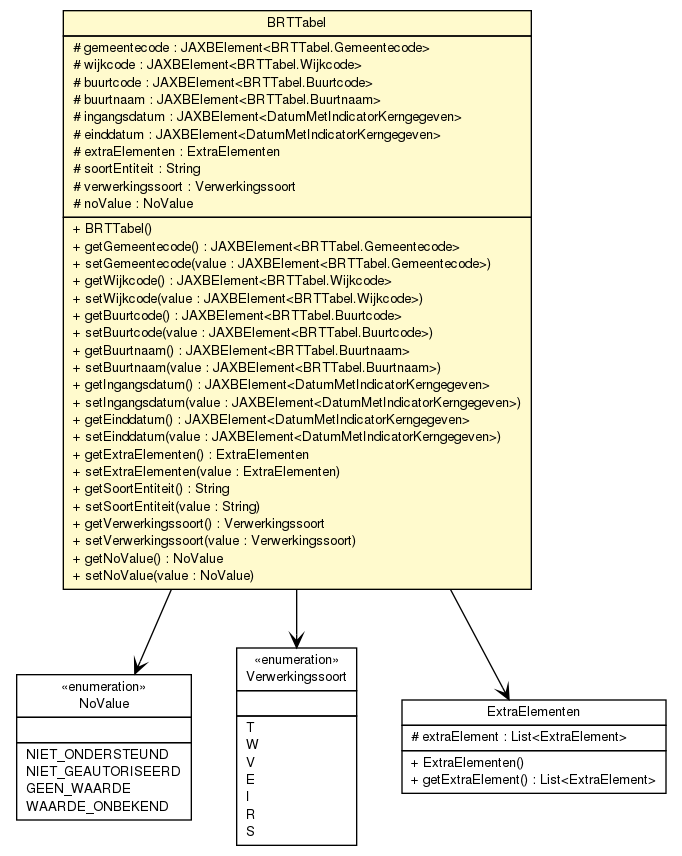 BRTTabel
# gemeentecode : JAXBElement<BRTTabel.Gemeentecode>
# wijkcode : JAXBElement<BRTTabel.Wijkcode>
# buurtcode : JAXBElement<BRTTabel.Buurtcode>
# buurtnaam : JAXBElement<BRTTabel.Buurtnaam>
# ingangsdatum : JAXBElement<DatumMetIndicatorKerngegeven>
# einddatum : JAXBElement<DatumMetIndicatorKerngegeven>
# extraElementen : ExtraElementen
# soortEntiteit : String
# verwerkingssoort : Verwerkingssoort
# noValue : NoValue
+ BRTTabel()
+ getGemeentecode() : JAXBElement<BRTTabel.Gemeentecode>
+ setGemeentecode(value : JAXBElement<BRTTabel.Gemeentecode>)
+ getWijkcode() : JAXBElement<BRTTabel.Wijkcode>
+ setWijkcode(value : JAXBElement<BRTTabel.Wijkcode>)
+ getBuurtcode() : JAXBElement<BRTTabel.Buurtcode>
+ setBuurtcode(value : JAXBElement<BRTTabel.Buurtcode>)
+ getBuurtnaam() : JAXBElement<BRTTabel.Buurtnaam>
+ setBuurtnaam(value : JAXBElement<BRTTabel.Buurtnaam>)
+ getIngangsdatum() : JAXBElement<DatumMetIndicatorKerngegeven>
+ setIngangsdatum(value : JAXBElement<DatumMetIndicatorKerngegeven>)
+ getEinddatum() : JAXBElement<DatumMetIndicatorKerngegeven>
+ setEinddatum(value : JAXBElement<DatumMetIndicatorKerngegeven>)
+ getExtraElementen() : ExtraElementen
+ setExtraElementen(value : ExtraElementen)
+ getSoortEntiteit() : String
+ setSoortEntiteit(value : String)
+ getVerwerkingssoort() : Verwerkingssoort
+ setVerwerkingssoort(value : Verwerkingssoort)
+ getNoValue() : NoValue
+ setNoValue(value : NoValue)
«enumeration»
NoValue
NIET_ONDERSTEUND
NIET_GEAUTORISEERD
GEEN_WAARDE
WAARDE_ONBEKEND
«enumeration»
Verwerkingssoort
T
W
V
E
I
R
S
ExtraElementen
# extraElement : List<ExtraElement>
+ ExtraElementen()
+ getExtraElement() : List<ExtraElement>